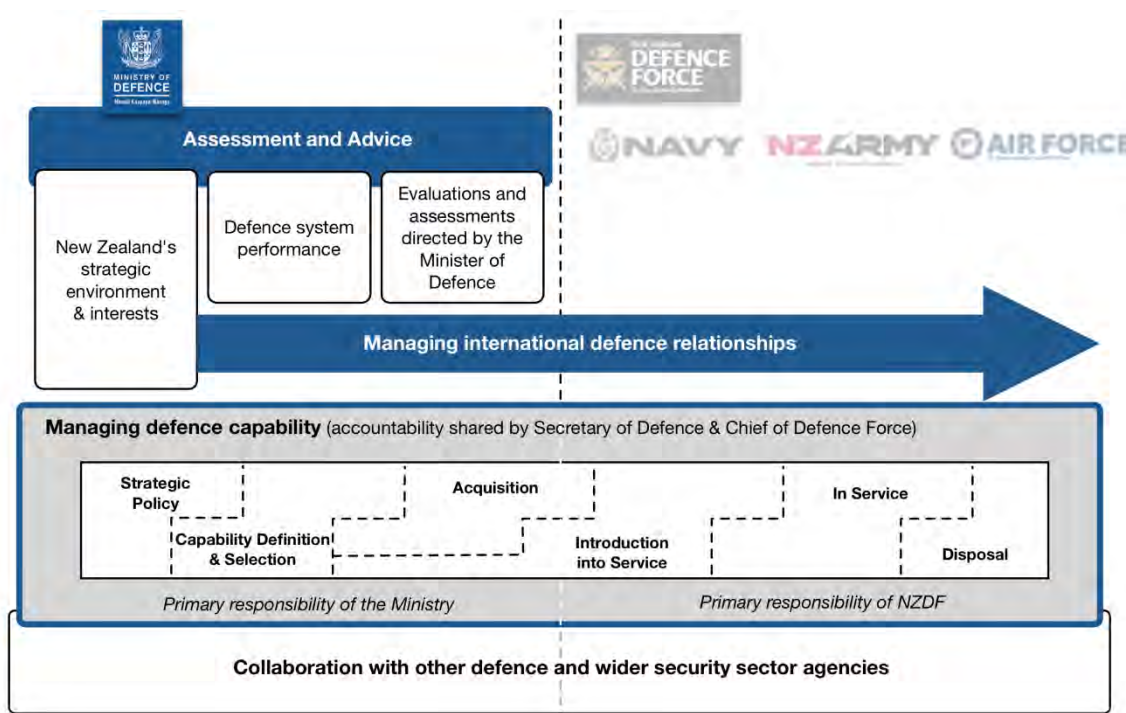 MINISTRY OF
DEFENCE
DEFENCE
FORCE
NAVY
NZARMY
AIR FORCE
Assessment and Advice
New Zealand's
strategic
environment
& interests
Defence system
performance
Evaluations and
assessments
directed by the
Minister of
Defence
Managing international defence relationships
Managing defence capability (accountability shared by Secretary of Defence & Chief of Defence Force)
Strategic
Policy
Capability Definition
& Selection
Acquisition
Introduction
into Service
In Service
Disposal
Primary responsibility of the Ministry
Primary responsibility of NZDF
Collaboration with other defence and wider security sector agencies